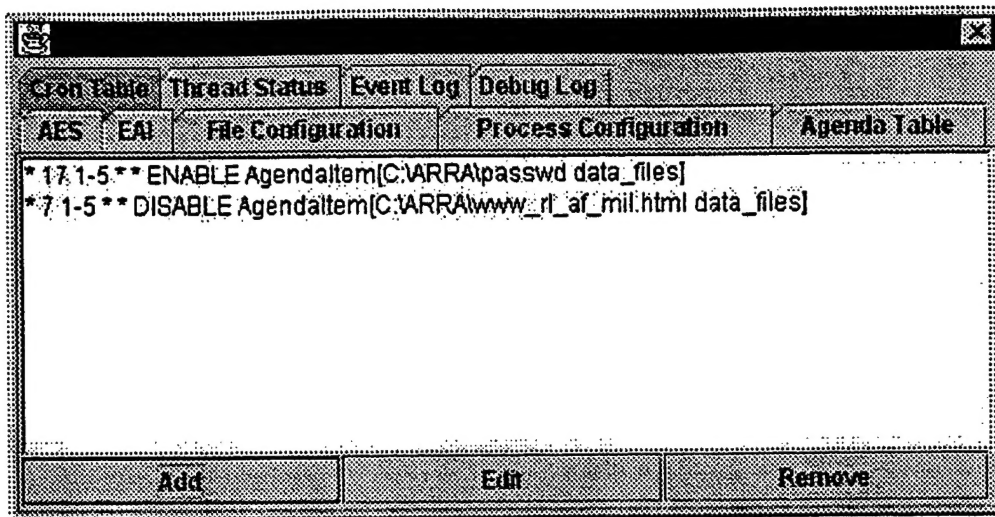 Cron Table Thread Status Event Log Debug Log
AES EAI File Configuration Process Configuration Agenda Table
* 17 1-5 * * ENABLE AgendaItem[C:\ARRA\passwd data_files]
* 7 1-5 * * DISABLE AgendaItem[C:\ARRA\www_rl_af_mil.html data_files]
Add Edit Remove